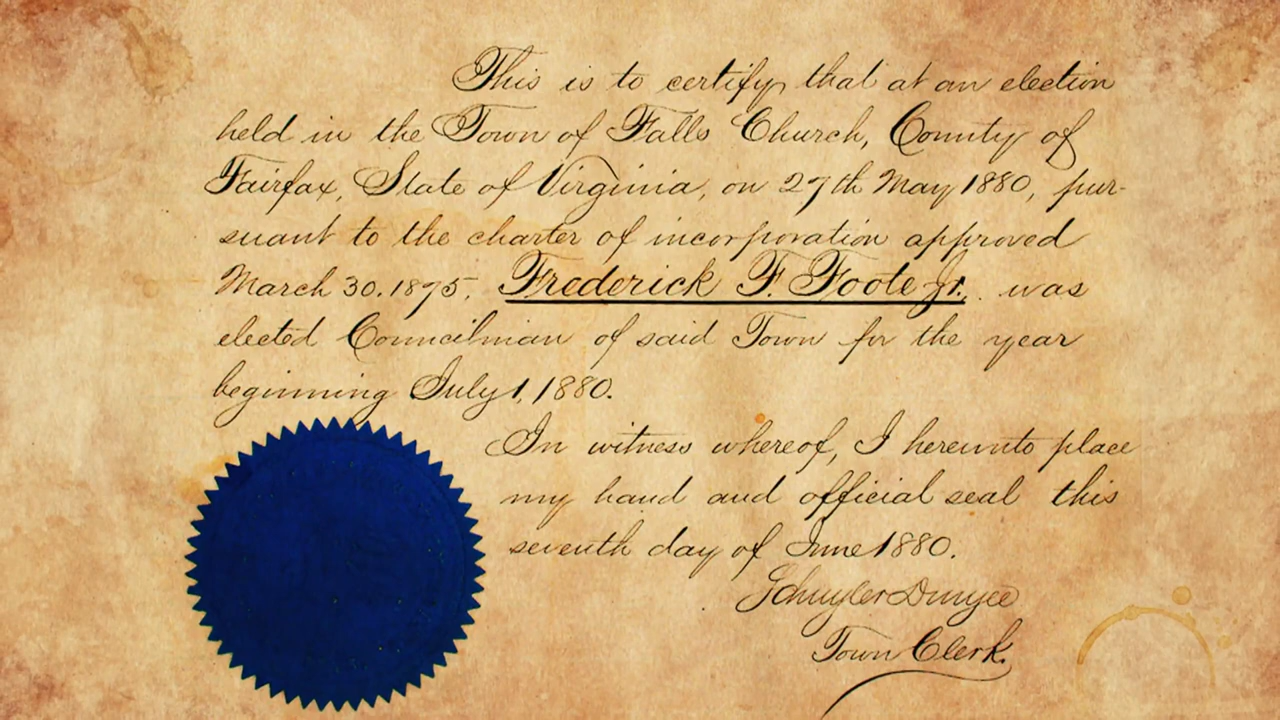 This is to certify that at an election
held in the Town of Falls Church, County of
Fairfax, State of Virginia, on 27th May 1880, pur-
suant to the charter of incorporation approved
March 30. 1875, Frederick F. Foote Jr. was
elected Councilman of said Town for the year
beginning July 1, 1880.
In witness whereof, I hereunto place
my hand and official seal this
seventh day of June 1880.
Schuyler Duryee
Town Clerk.